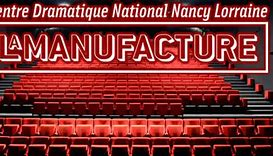 entre Dramatique National Nancy Lorraine
LA MANUFACTURE